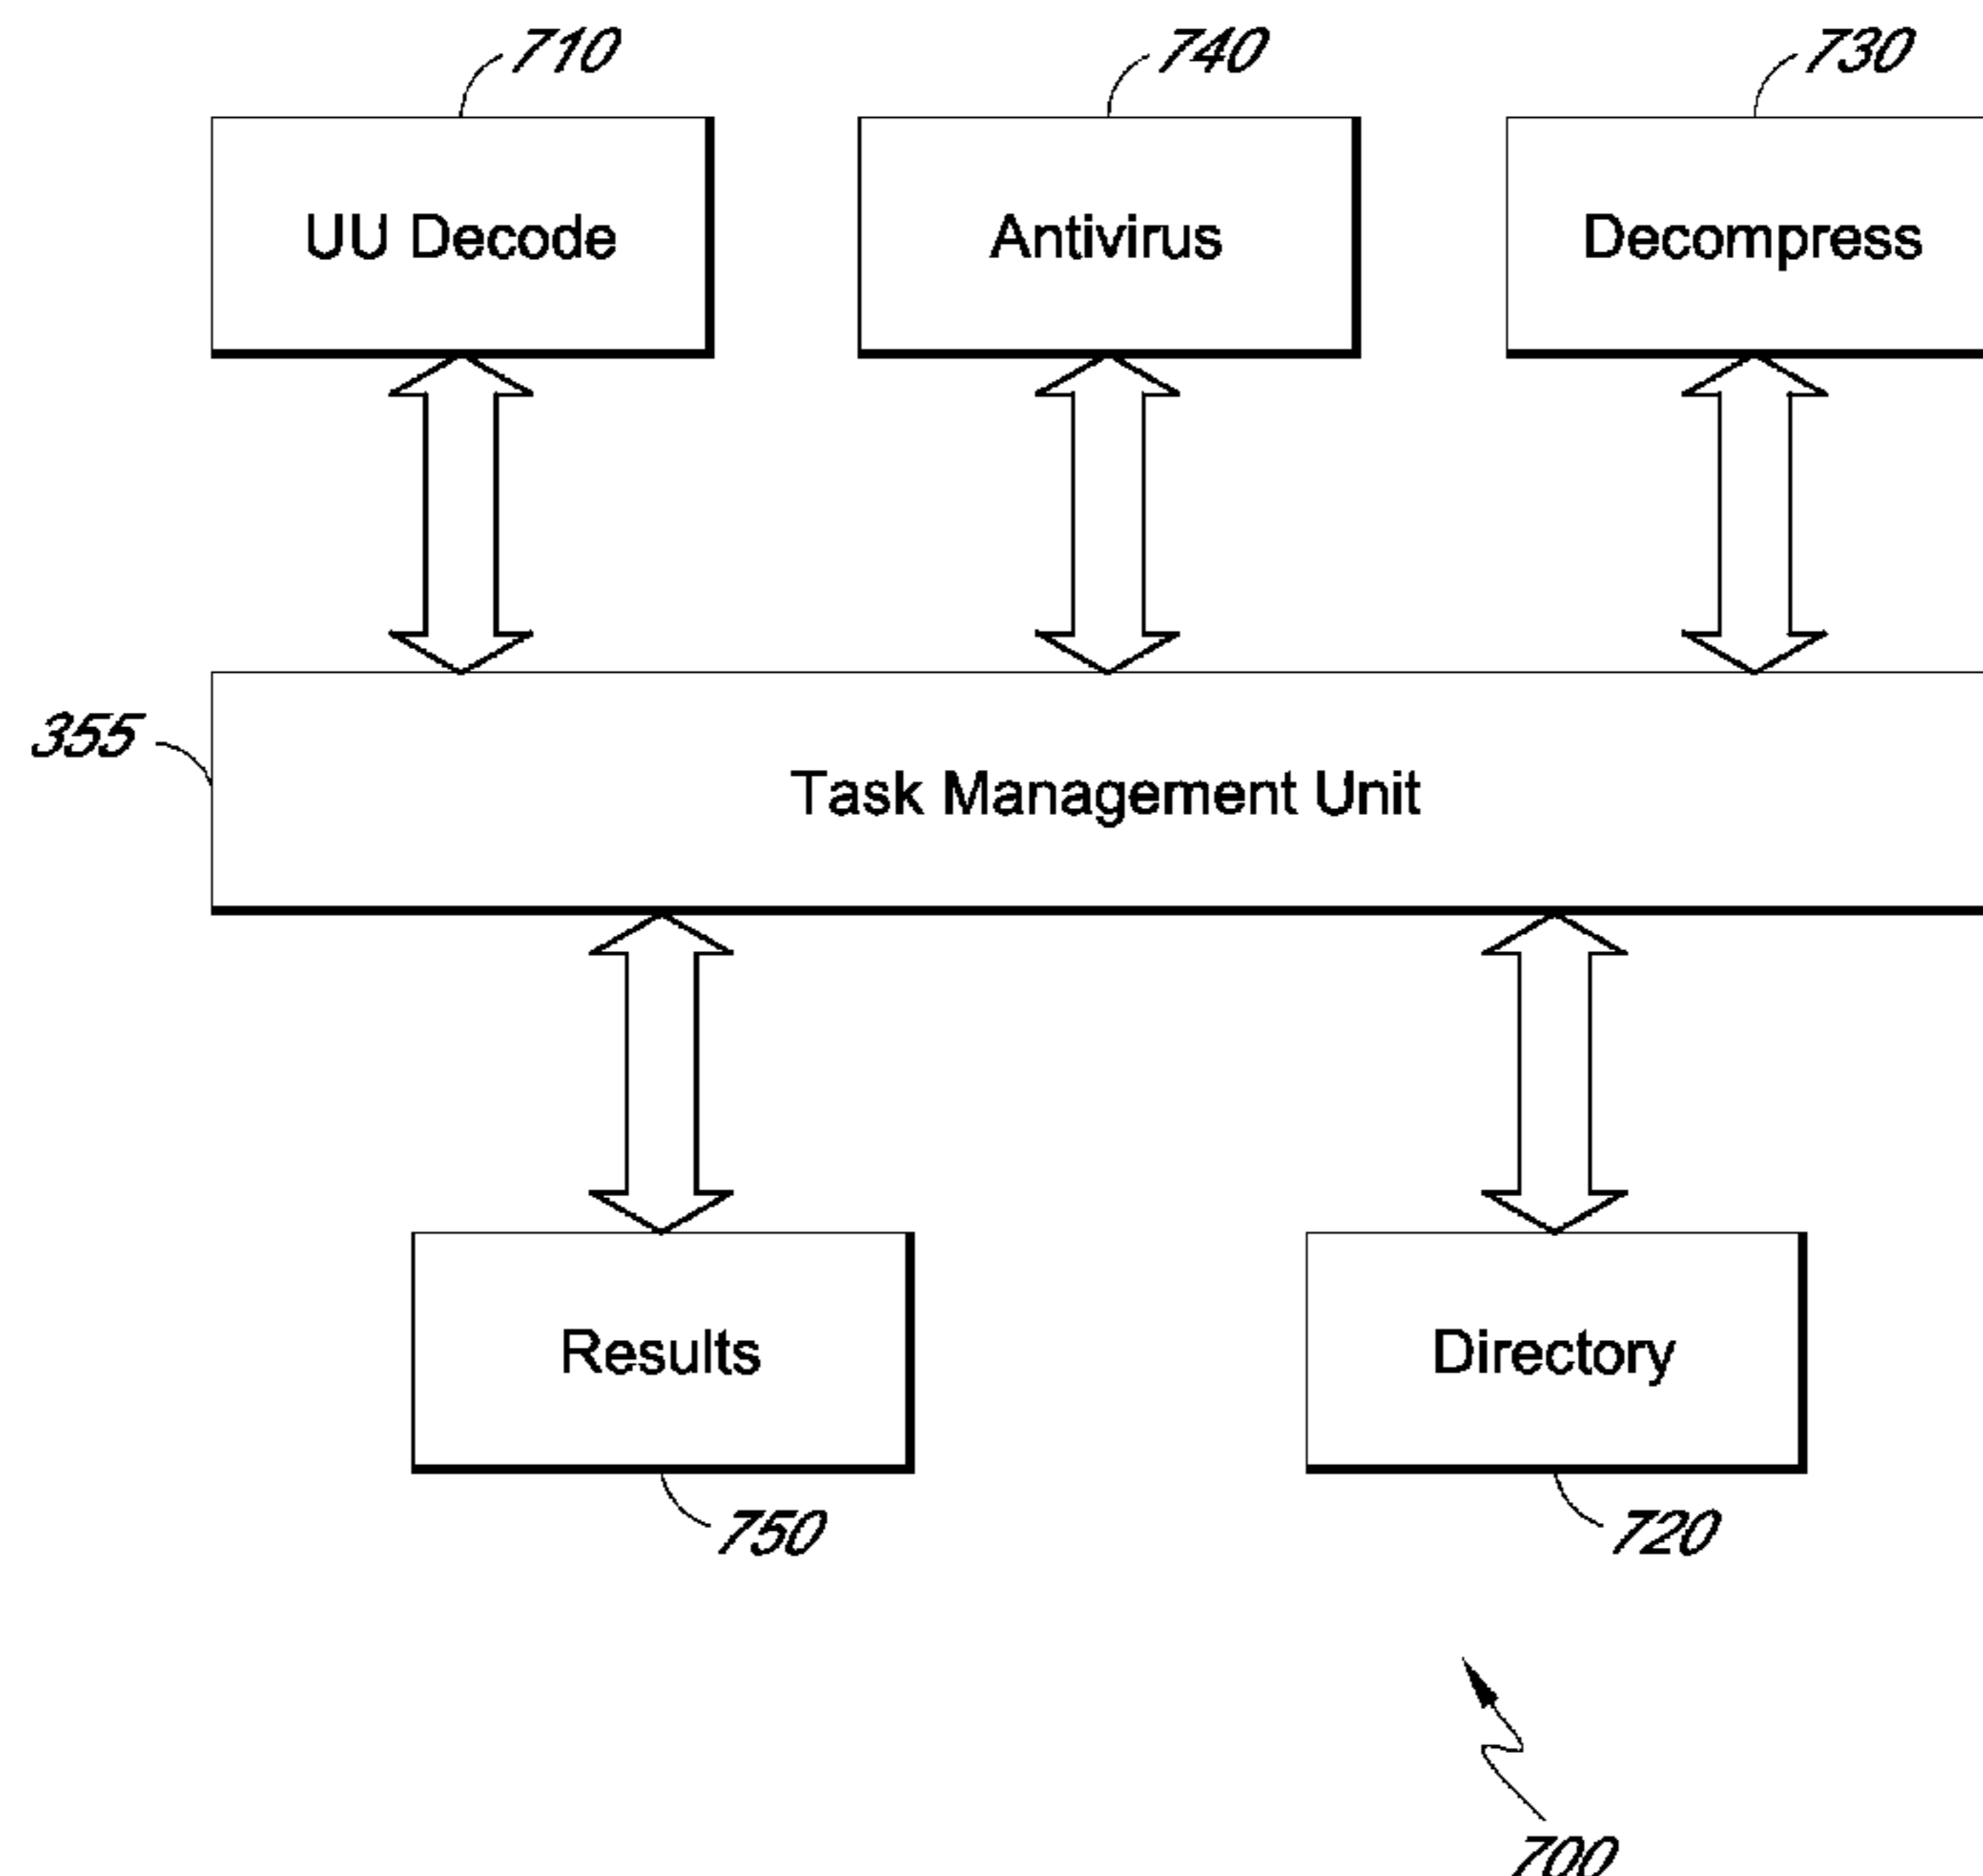 710
740
730
UU Decode
Antivirus
Decompress
355
Task Management Unit
Results
Directory
750
720
700